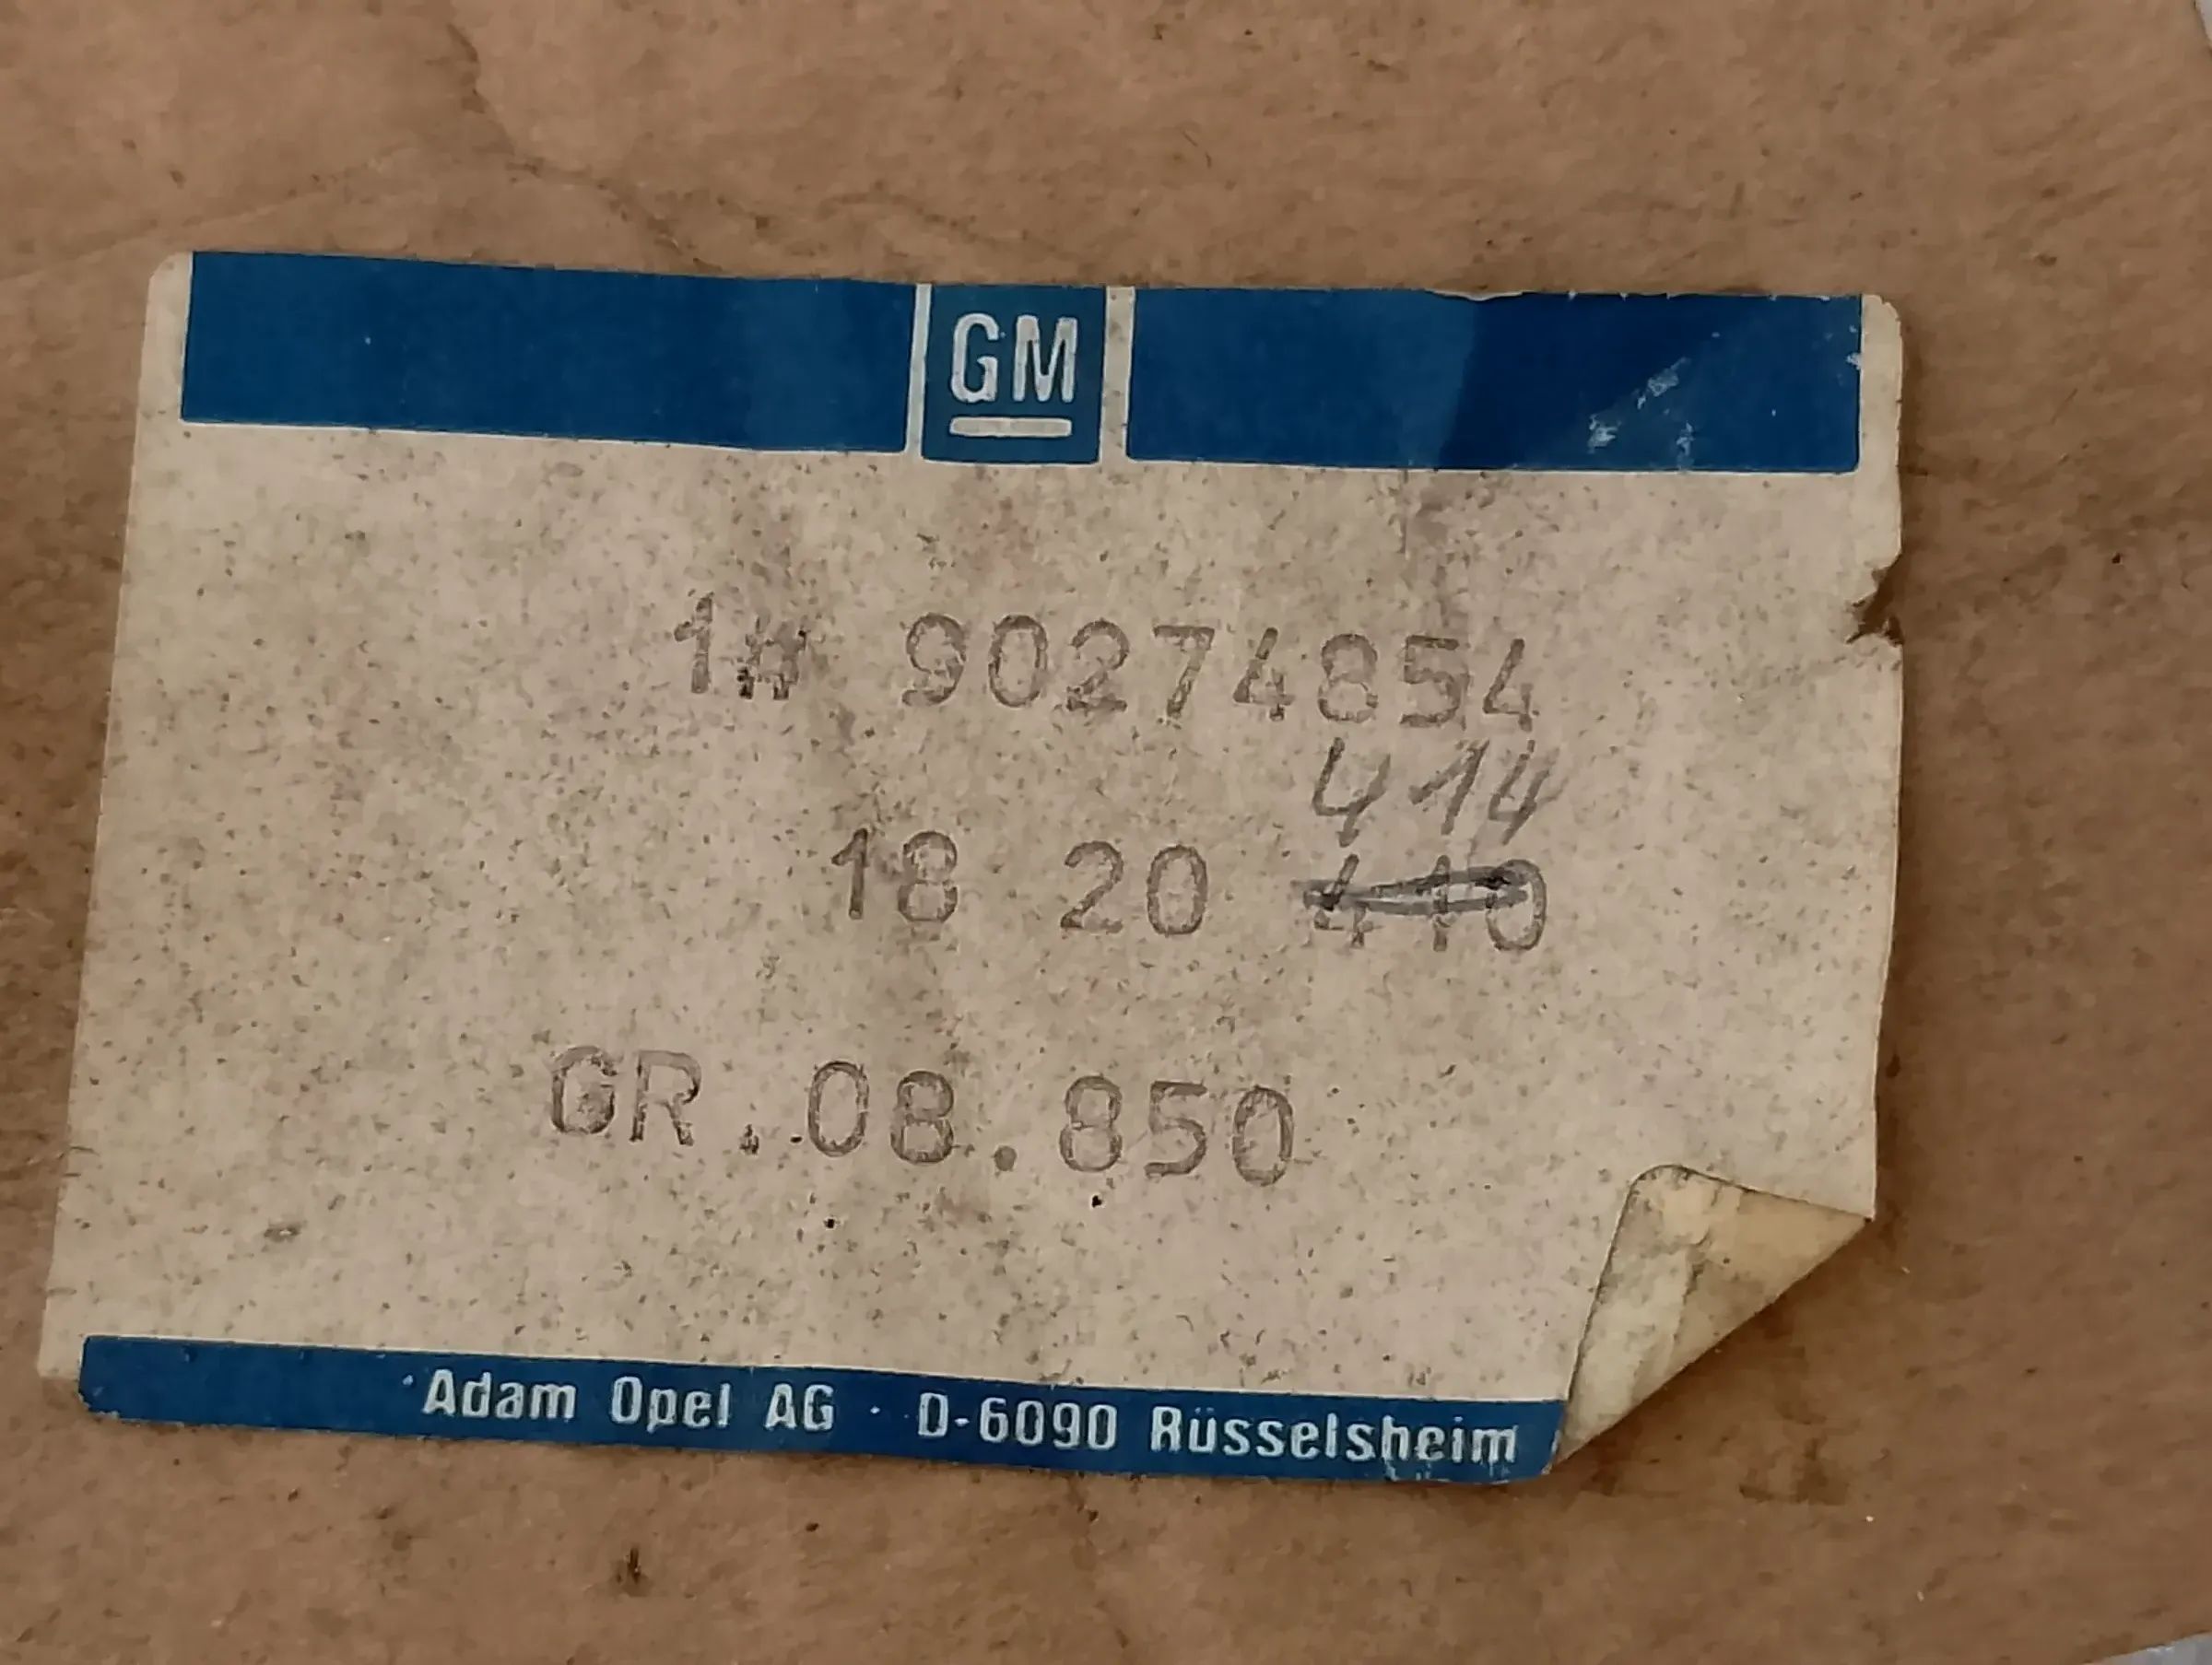 GM
1# 90274854
414
18 20 410
GR.08.850
Adam Opel AG · D-6090 Rüsselsheim